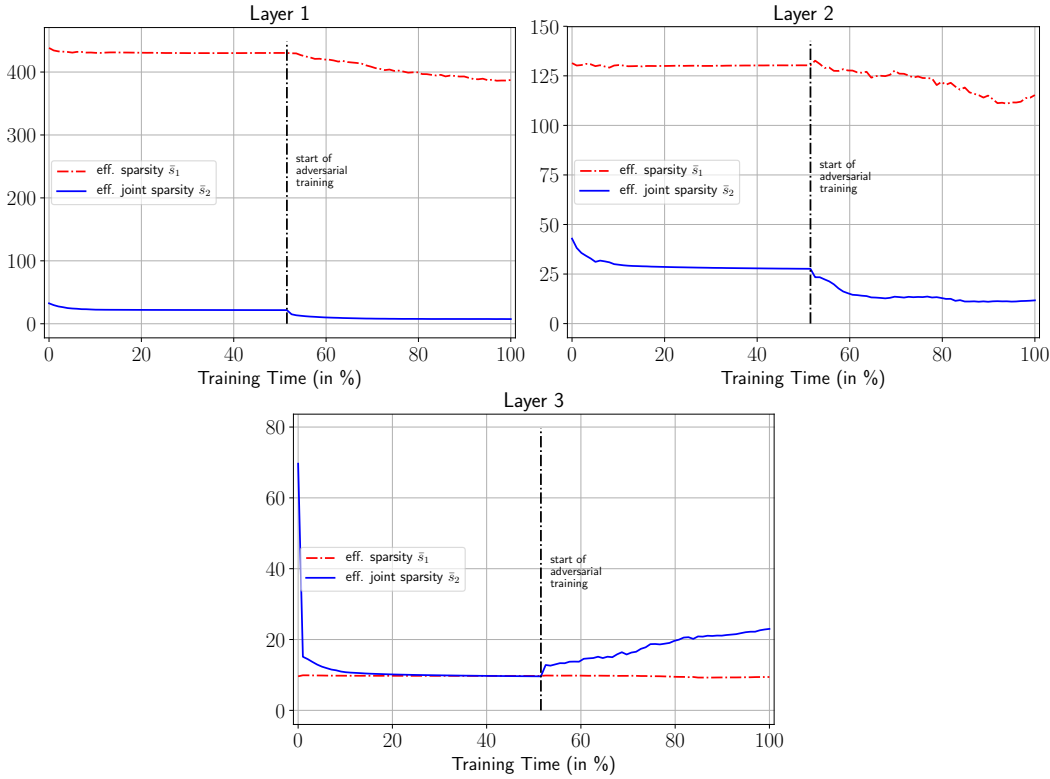 Layer 1
400
300
200
100
0
eff. sparsity s̄₁
eff. joint sparsity s̄₂
start of
adversarial
training
0 20 40 60 80 100
Training Time (in %)
Layer 2
150
125
100
75
50
25
0
eff. sparsity s̄₁
eff. joint sparsity s̄₂
start of
adversarial
training
0 20 40 60 80 100
Training Time (in %)
Layer 3
80
60
40
20
0
eff. sparsity s̄₁
eff. joint sparsity s̄₂
start of
adversarial
training
0 20 40 60 80 100
Training Time (in %)